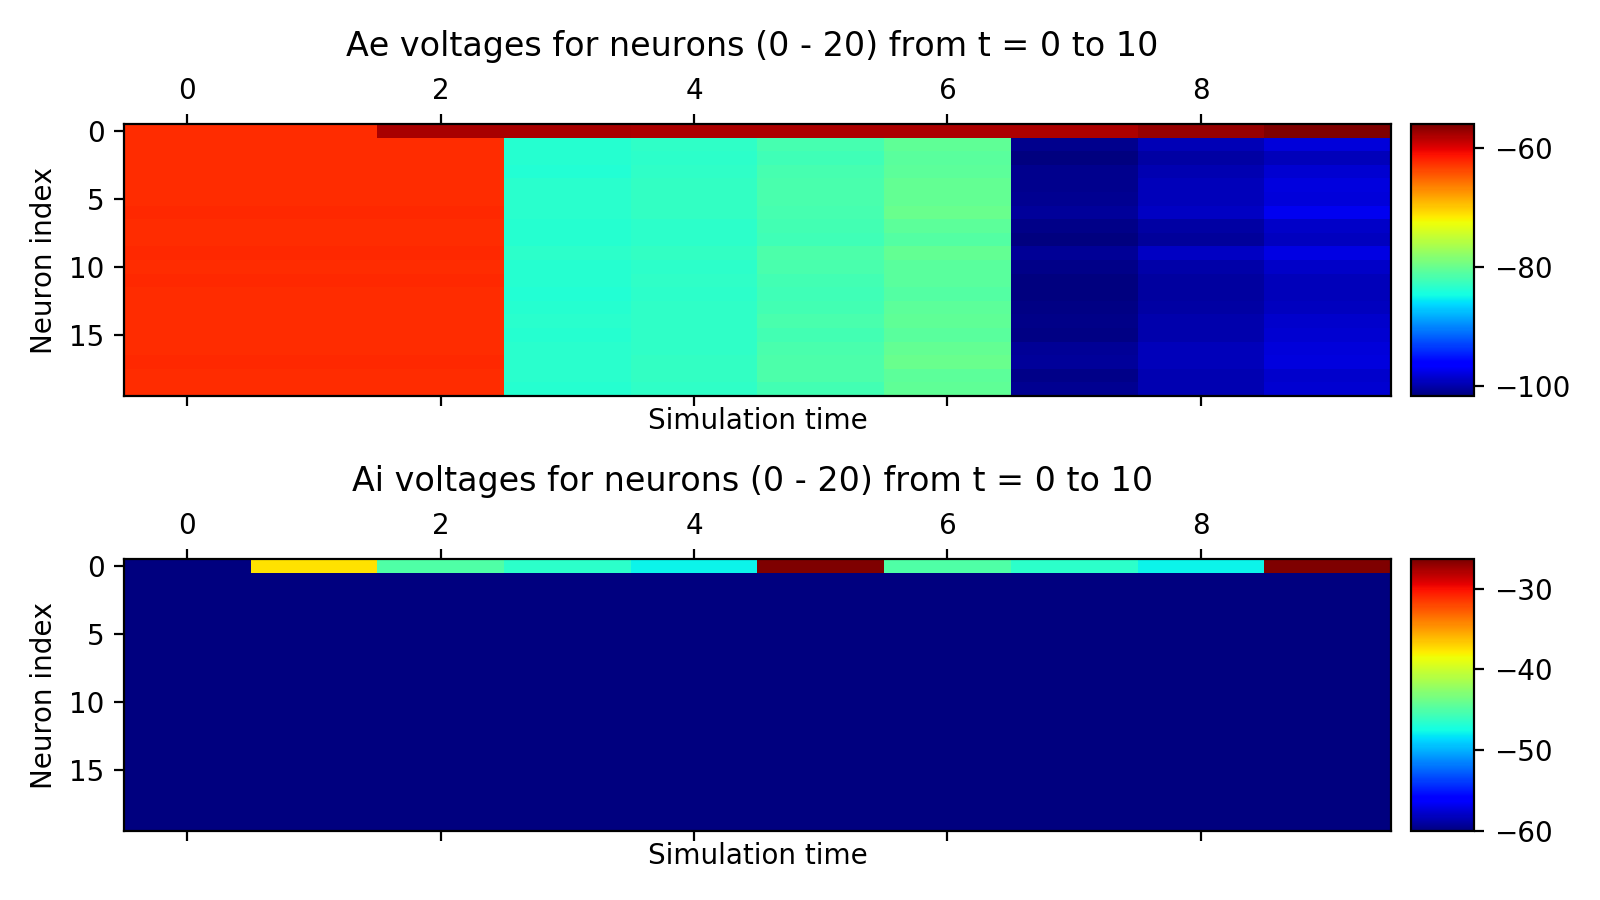 Ae voltages for neurons (0 - 20) from t = 0 to 10
0 2 4 6 8
0
5
10
15
Neuron index
Simulation time
−60
−80
−100
Ai voltages for neurons (0 - 20) from t = 0 to 10
0 2 4 6 8
0
5
10
15
Neuron index
Simulation time
−30
−40
−50
−60